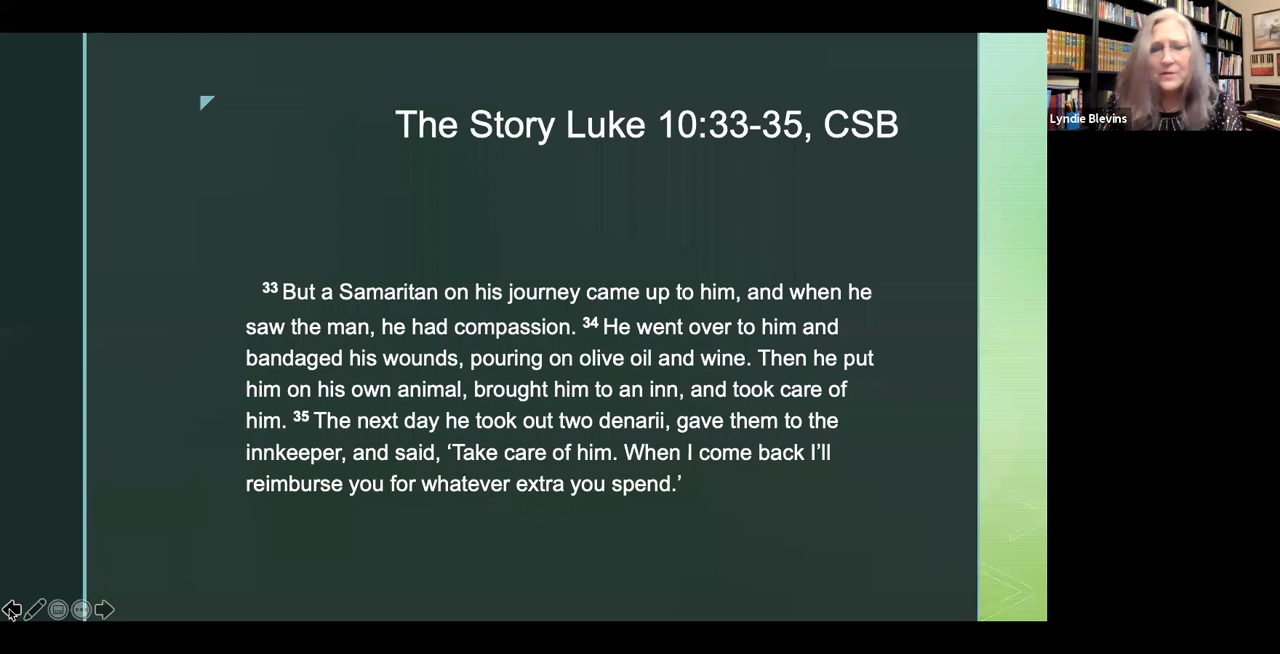 The Story Luke 10:33-35, CSB
Lyndie Blevins
33 But a Samaritan on his journey came up to him, and when he
saw the man, he had compassion. 34 He went over to him and
bandaged his wounds, pouring on olive oil and wine. Then he put
him on his own animal, brought him to an inn, and took care of
him. 35 The next day he took out two denarii, gave them to the
innkeeper, and said, ‘Take care of him. When I come back I’ll
reimburse you for whatever extra you spend.’